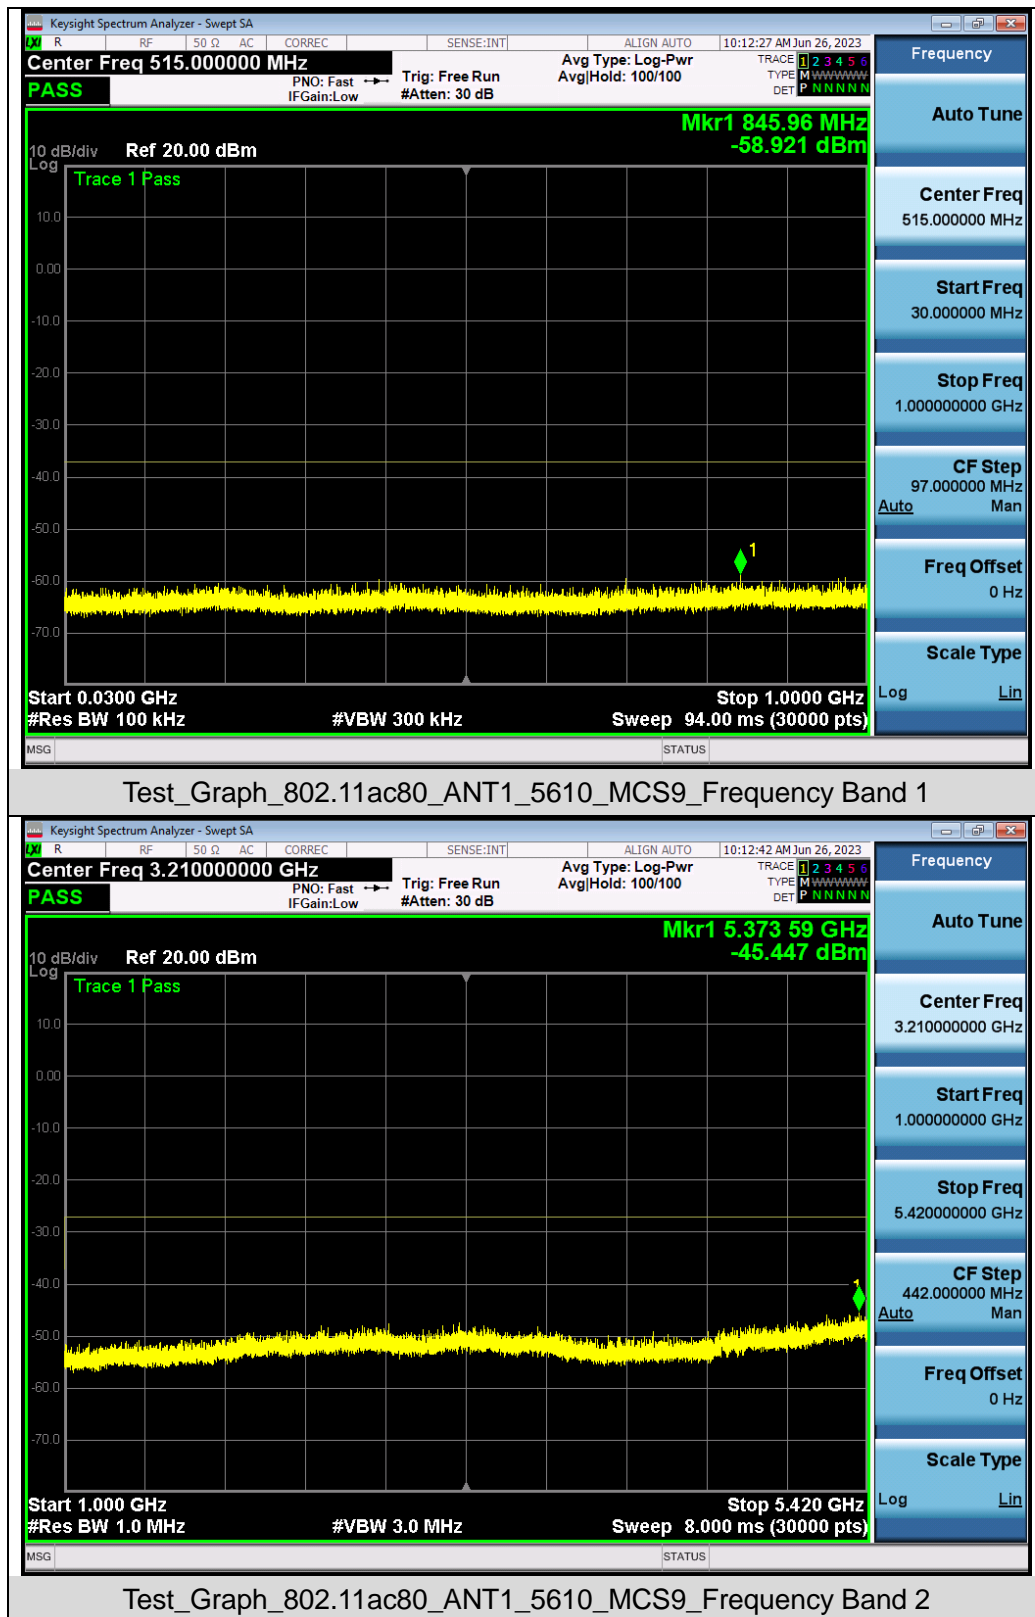 Keysight Spectrum Analyzer - Swept SA
LXI R RF 50 Ω AC CORREC SENSE:INT ALIGN AUTO 10:12:27 AM Jun 26, 2023
Center Freq 515.000000 MHz
PASS
PNO: Fast
IFGain:Low
Trig: Free Run
#Atten: 30 dB
Avg Type: Log-Pwr
Avg|Hold: 100/100
TRACE 1 2 3 4 5 6
TYPE M WWWWW
DET P N N N N N
Mkr1 845.96 MHz
-58.921 dBm
10 dB/div Ref 20.00 dBm
Log
Trace 1 Pass
10.0
0.00
-10.0
-20.0
-30.0
-40.0
-50.0
-60.0
-70.0
1
Start 0.0300 GHz Stop 1.0000 GHz
#Res BW 100 kHz #VBW 300 kHz Sweep 94.00 ms (30000 pts)
MSG STATUS
Frequency
Auto Tune
Center Freq
515.000000 MHz
Start Freq
30.000000 MHz
Stop Freq
1.000000000 GHz
CF Step
97.000000 MHz
Auto Man
Freq Offset
0 Hz
Scale Type
Log Lin
Test_Graph_802.11ac80_ANT1_5610_MCS9_Frequency Band 1
Keysight Spectrum Analyzer - Swept SA
LXI R RF 50 Ω AC CORREC SENSE:INT ALIGN AUTO 10:12:42 AM Jun 26, 2023
Center Freq 3.210000000 GHz
PASS
PNO: Fast
IFGain:Low
Trig: Free Run
#Atten: 30 dB
Avg Type: Log-Pwr
Avg|Hold: 100/100
TRACE 1 2 3 4 5 6
TYPE M WWWWW
DET P N N N N N
Mkr1 5.373 59 GHz
-45.447 dBm
10 dB/div Ref 20.00 dBm
Log
Trace 1 Pass
10.0
0.00
-10.0
-20.0
-30.0
-40.0
-50.0
-60.0
-70.0
1
Start 1.000 GHz Stop 5.420 GHz
#Res BW 1.0 MHz #VBW 3.0 MHz Sweep 8.000 ms (30000 pts)
MSG STATUS
Frequency
Auto Tune
Center Freq
3.210000000 GHz
Start Freq
1.000000000 GHz
Stop Freq
5.420000000 GHz
CF Step
442.000000 MHz
Auto Man
Freq Offset
0 Hz
Scale Type
Log Lin
Test_Graph_802.11ac80_ANT1_5610_MCS9_Frequency Band 2